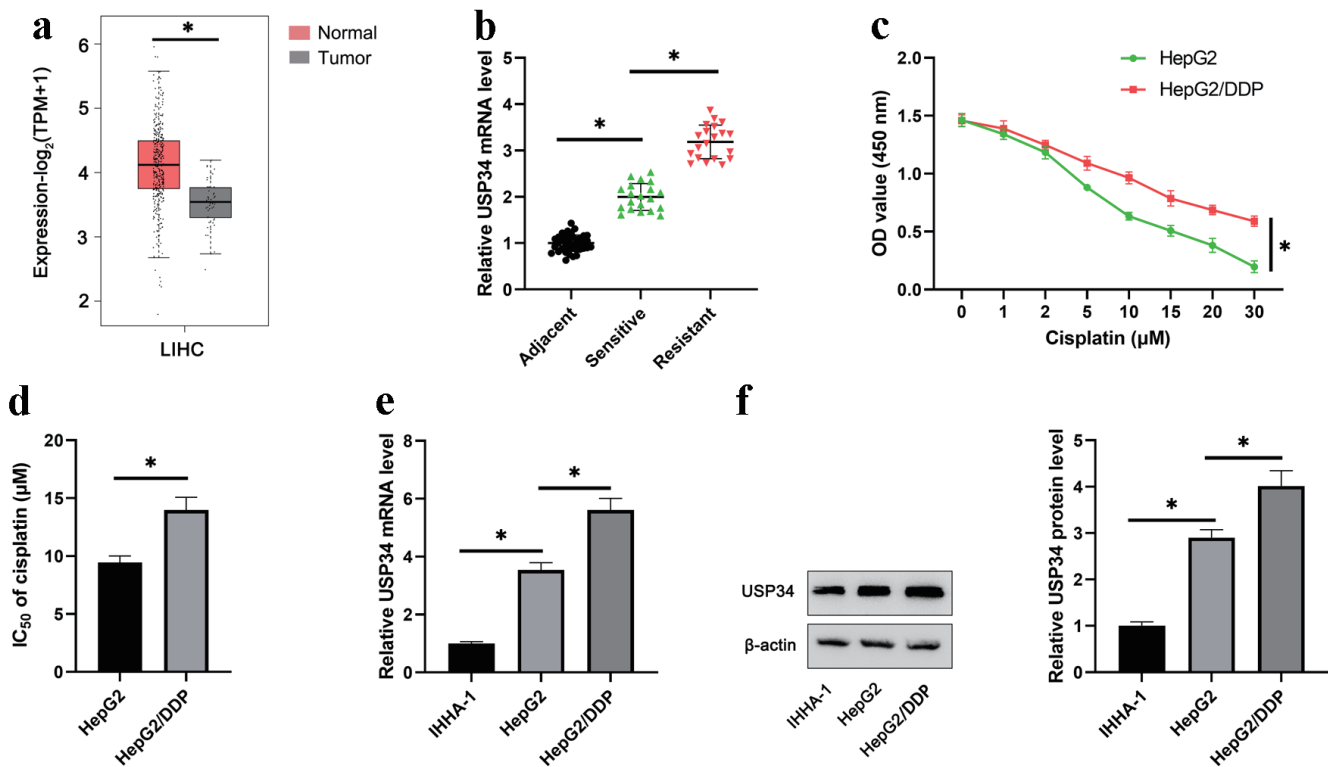 a
Expression-log₂(TPM+1)
6
5
4
3
2
*
LIHC
Normal
Tumor
b
Relative USP34 mRNA level
5
4
3
2
1
0
*
*
Adjacent
Sensitive
Resistant
c
OD value (450 nm)
2.0
1.5
1.0
0.5
0.0
HepG2
HepG2/DDP
*
0 1 2 5 10 15 20 30
Cisplatin (μM)
d
IC₅₀ of cisplatin (μM)
20
15
10
5
0
*
HepG2
HepG2/DDP
e
Relative USP34 mRNA level
8
6
4
2
0
*
*
IHHA-1
HepG2
HepG2/DDP
f
USP34
β-actin
IHHA-1
HepG2
HepG2/DDP
Relative USP34 protein level
5
4
3
2
1
0
*
*
IHHA-1
HepG2
HepG2/DDP